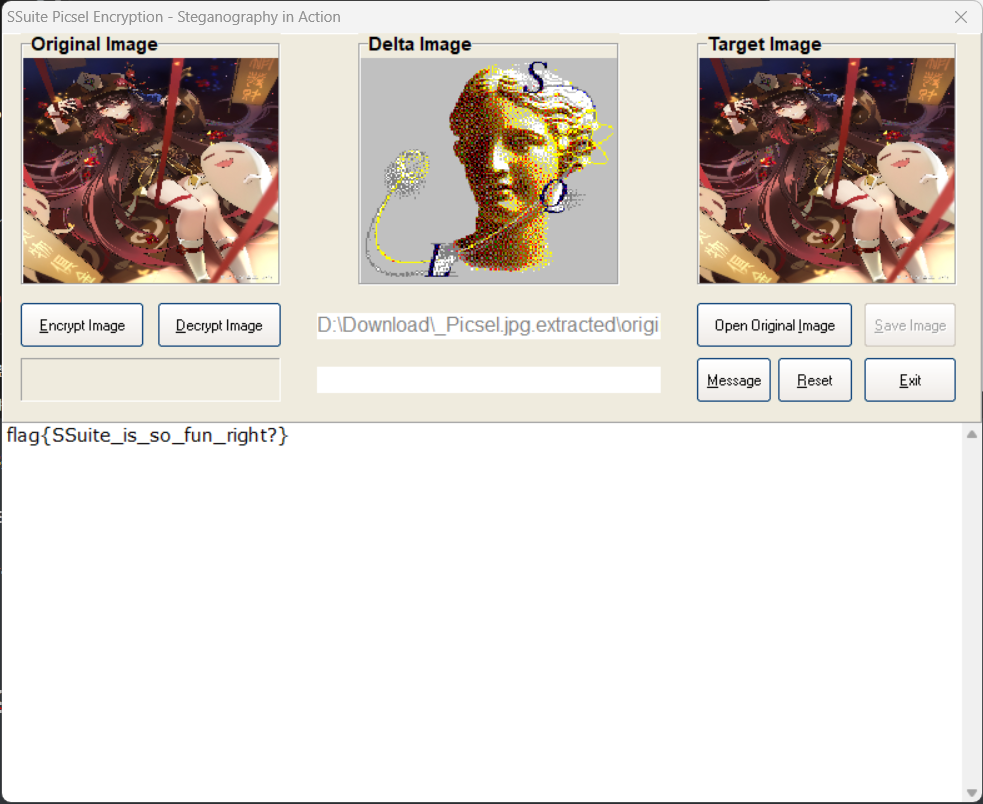 SSuite Picsel Encryption - Steganography in Action
Original Image
Delta Image
Target Image
S
O
L
Encrypt Image
Decrypt Image
D:\Download\_Picsel.jpg.extracted\origi
Open Original Image
Save Image
Message
Reset
Exit
flag{SSuite_is_so_fun_right?}